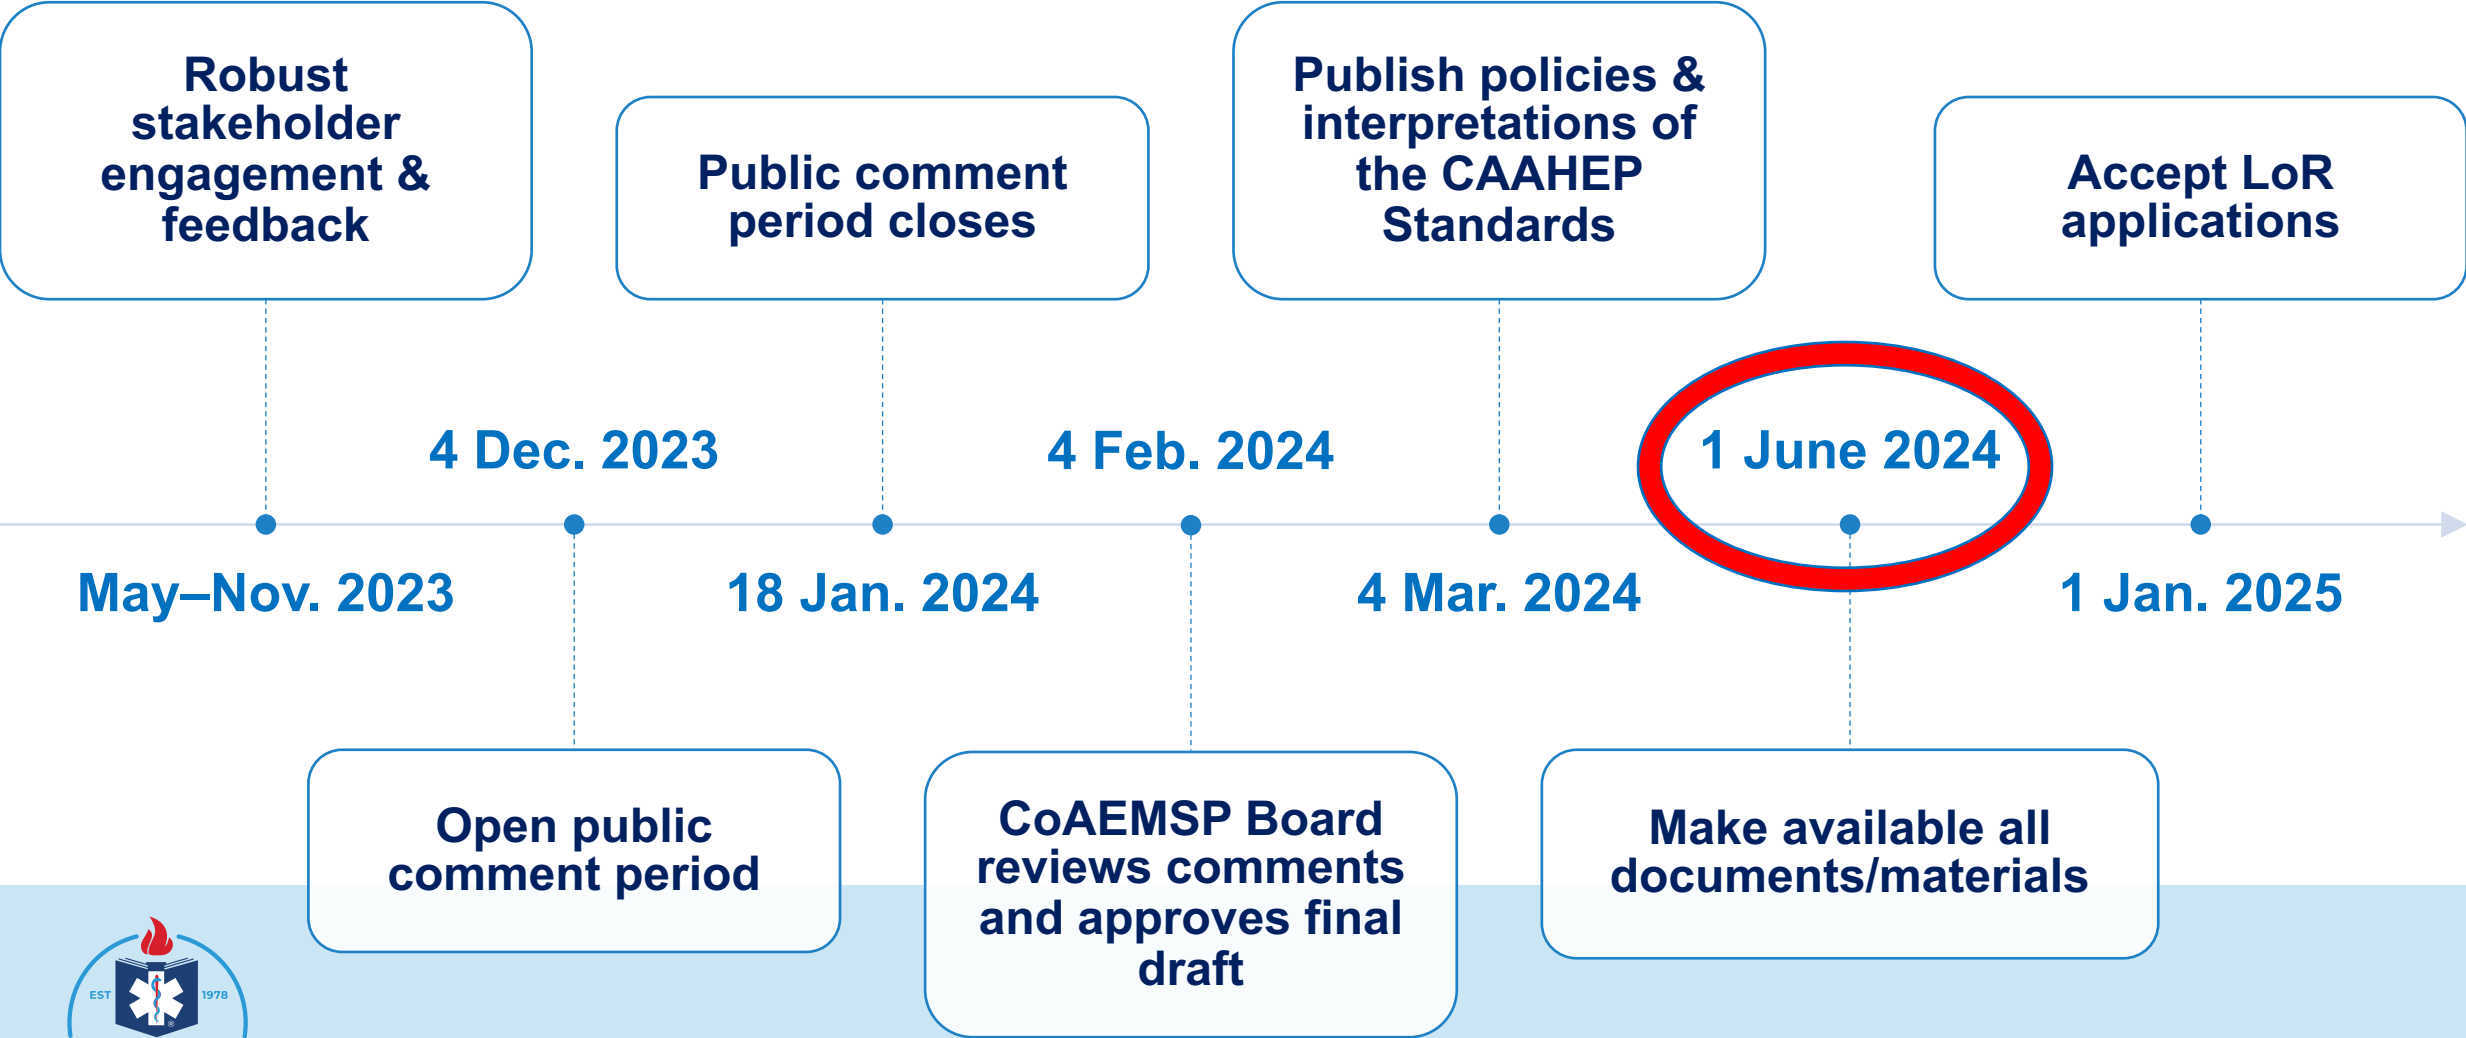 Robust
stakeholder
engagement &
feedback
Public comment
period closes
Publish policies &
interpretations of
the CAAHEP
Standards
Accept LoR
applications
4 Dec. 2023
4 Feb. 2024
1 June 2024
May–Nov. 2023
18 Jan. 2024
4 Mar. 2024
1 Jan. 2025
Open public
comment period
CoAEMSP Board
reviews comments
and approves final
draft
Make available all
documents/materials
EST 1978
®